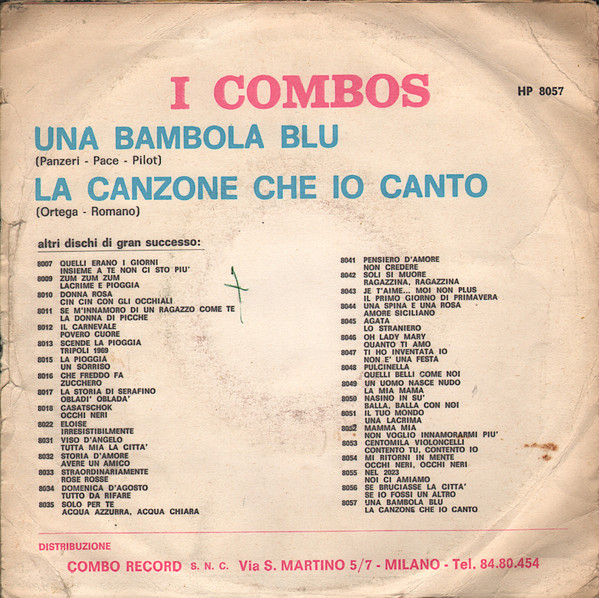 I COMBOS
HP 8057
UNA BAMBOLA BLU
(Panzeri - Pace - Pilot)
LA CANZONE CHE IO CANTO
(Ortega - Romano)
altri dischi di gran successo:
8007 QUELLI ERANO I GIORNI
INSIEME A TE NON CI STO PIU'
8009 ZUM ZUM ZUM
LACRIME E PIOGGIA
8010 DONNA ROSA
CIN CIN CON GLI OCCHIALI
8011 SE M'INNAMORO DI UN RAGAZZO COME TE
LA DONNA DI PICCHE
8012 IL CARNEVALE
POVERO CUORE
8013 SCENDE LA PIOGGIA
TRIPOLI 1969
8015 LA PIOGGIA
UN SORRISO
8016 CHE FREDDO FA
ZUCCHERO
8017 LA STORIA DI SERAFINO
OBLADI' OBLADA'
8018 CASATSCHOK
OCCHI NERI
8022 ELOISE
IRRESISTIBILMENTE
8031 VISO D'ANGELO
TUTTA MIA LA CITTA'
8032 STORIA D'AMORE
AVERE UN AMICO
8033 STRAORDINARIAMENTE
ROSE ROSSE
8034 DOMENICA D'AGOSTO
TUTTO DA RIFARE
8035 SOLO PER TE
ACQUA AZZURRA, ACQUA CHIARA
8041 PENSIERO D'AMORE
NON CREDERE
8042 SOLI SI MUORE
RAGAZZINA, RAGAZZINA
8043 JE T'AIME... MOI NON PLUS
IL PRIMO GIORNO DI PRIMAVERA
8044 UNA SPINA E UNA ROSA
AMORE SICILIANO
8045 AGATA
LO STRANIERO
8046 OH LADY MARY
QUANTO TI AMO
8047 TI HO INVENTATA IO
NON E' UNA FESTA
8048 PULCINELLA
QUELLI BELLI COME NOI
8049 UN UOMO NASCE NUDO
LA MIA MAMA
8050 NASINO IN SU'
BALLA, BALLA CON NOI
8051 IL TUO MONDO
UNA LACRIMA
8052 MAMMA MIA
NON VOGLIO INNAMORARMI PIU'
8053 CENTOMILA VIOLONCELLI
CONTENTO TU, CONTENTO IO
8054 MI RITORNI IN MENTE
OCCHI NERI, OCCHI NERI
8055 NEL 2023
NOI CI AMIAMO
8056 SE BRUCIASSE LA CITTA'
SE IO FOSSI UN ALTRO
8057 UNA BAMBOLA BLU
LA CANZONE CHE IO CANTO
DISTRIBUZIONE
COMBO RECORD S. N. C. Via S. MARTINO 5/7 - MILANO - Tel. 84.80.454